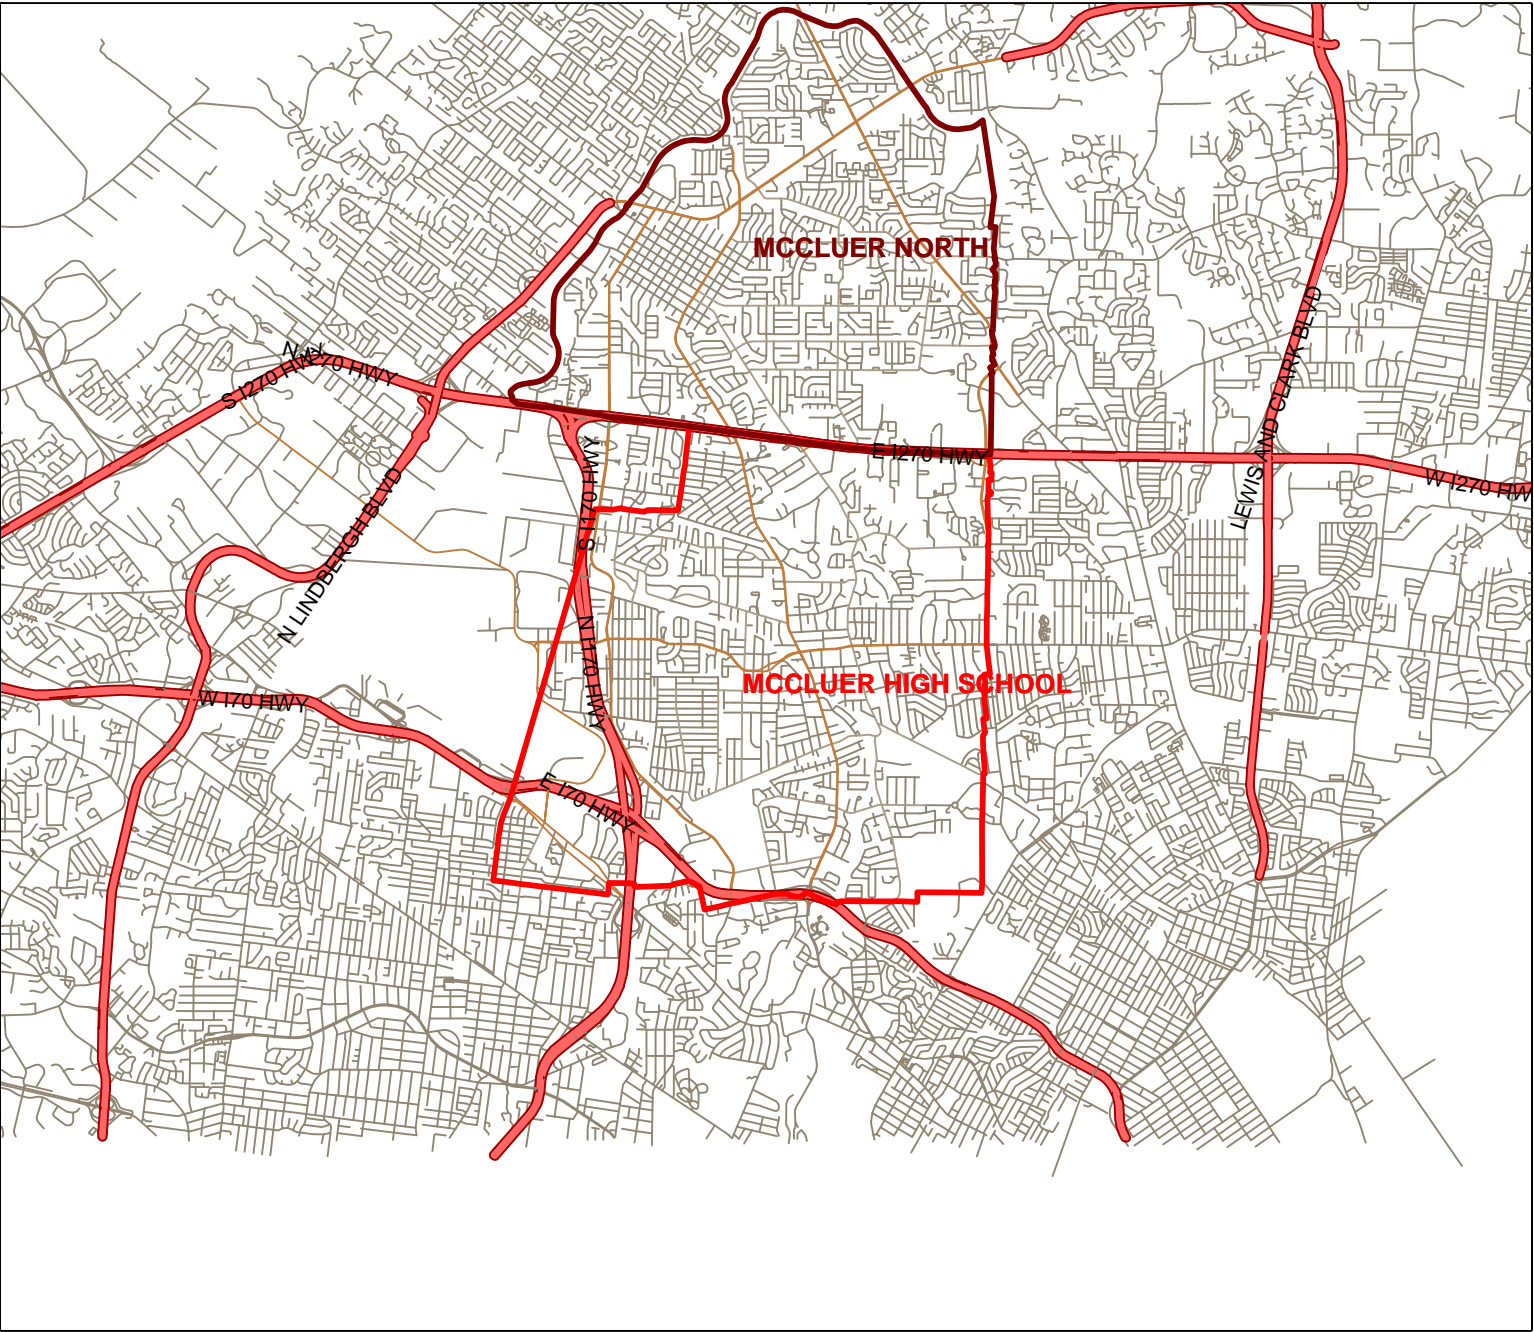 MCCLUER NORTH
LEWIS AND CLARK BLVD
S I270 HWY
I270 HWY
S I170 HWY
E I270 HWY
W I270 HW
N LINDBERGH BLVD
N I170 HWY
MCCLUER HIGH SCHOOL
W I70 HWY
E I70 HWY